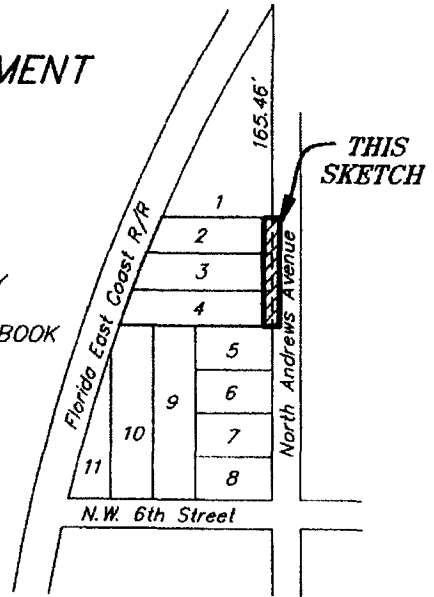 MENT
165.46'
THIS
SKETCH
1
2
3
4
Florida East Coast R/R
North Andrews Avenue
BOOK
5
6
7
8
9
10
11
N.W. 6th Street